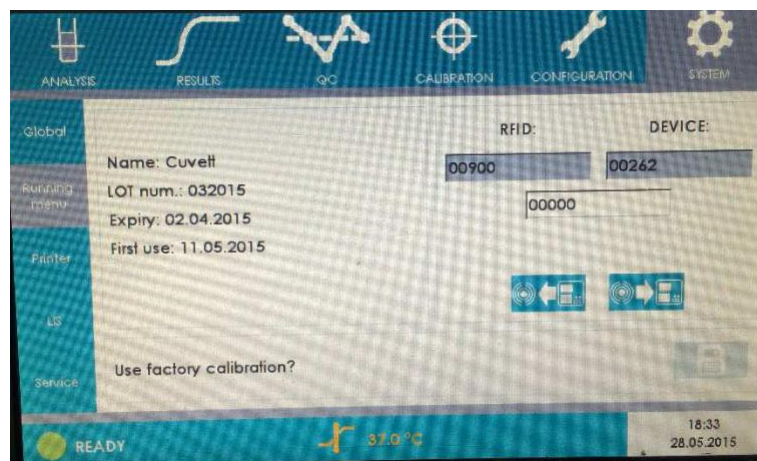 ANALYSIS RESULTS QC CALIBRATION CONFIGURATION SYSTEM
Global
Running menu
Printer
LIS
Service
RFID: DEVICE:
Name: Cuvett
00900 00262
LOT num.: 032015
00000
Expiry: 02.04.2015
First use: 11.05.2015
Use factory calibration?
READY
37.0 °C
18:33
28.05.2015